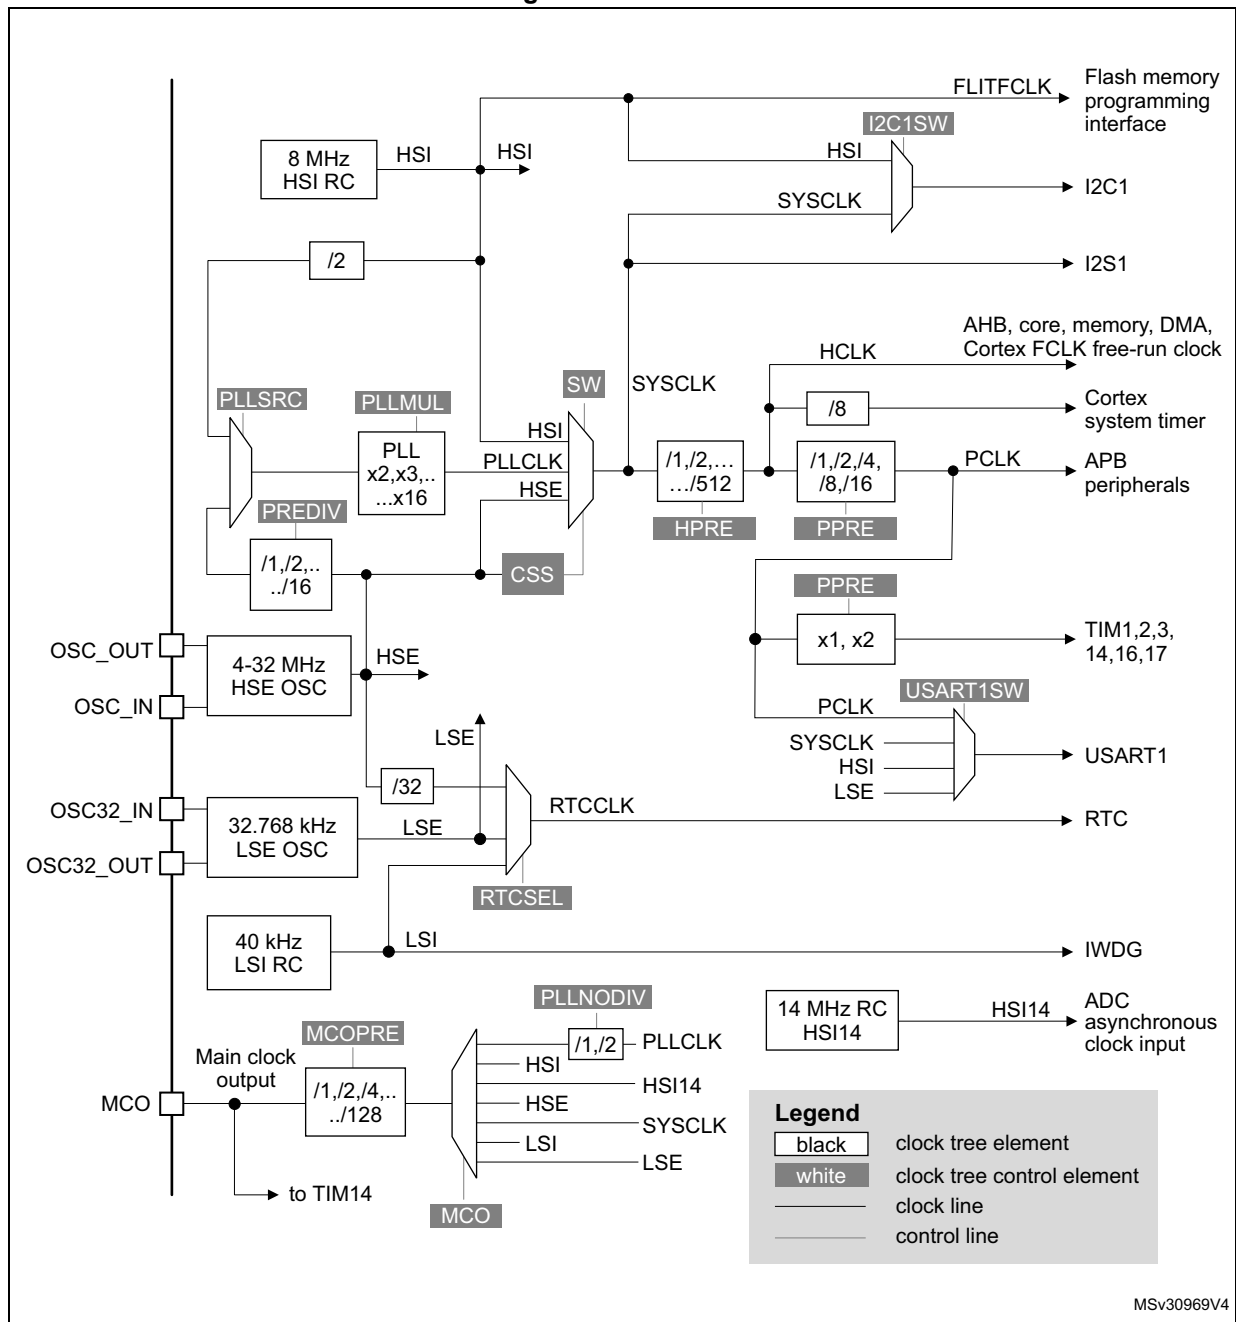 FLITFCLK
Flash memory
programming
interface
I2C1SW
8 MHz
HSI RC
HSI
HSI
HSI
I2C1
SYSCLK
/2
I2S1
AHB, core, memory, DMA,
Cortex FCLK free-run clock
HCLK
SW
SYSCLK
PLLSRC
PLLMUL
/8
Cortex
system timer
HSI
PLL
x2,x3,..
...x16
PLLCLK
HSE
/1,/2,…
…/512
/1,/2,/4,
/8,/16
PCLK
APB
peripherals
PREDIV
HPRE
PPRE
/1,/2,..
../16
CSS
PPRE
OSC_OUT
OSC_IN
4-32 MHz
HSE OSC
HSE
x1, x2
TIM1,2,3,
14,16,17
USART1SW
PCLK
SYSCLK
HSI
LSE
USART1
LSE
/32
RTCCLK
RTC
OSC32_IN
OSC32_OUT
32.768 kHz
LSE OSC
LSE
RTCSEL
40 kHz
LSI RC
LSI
IWDG
PLLNODIV
14 MHz RC
HSI14
HSI14
ADC
asynchronous
clock input
MCOPRE
/1,/2
PLLCLK
Main clock
output
HSI
HSI14
MCO
/1,/2,/4,..
../128
HSE
SYSCLK
LSI
LSE
to TIM14
MCO
Legend
black
clock tree element
white
clock tree control element
clock line
control line
MSv30969V4